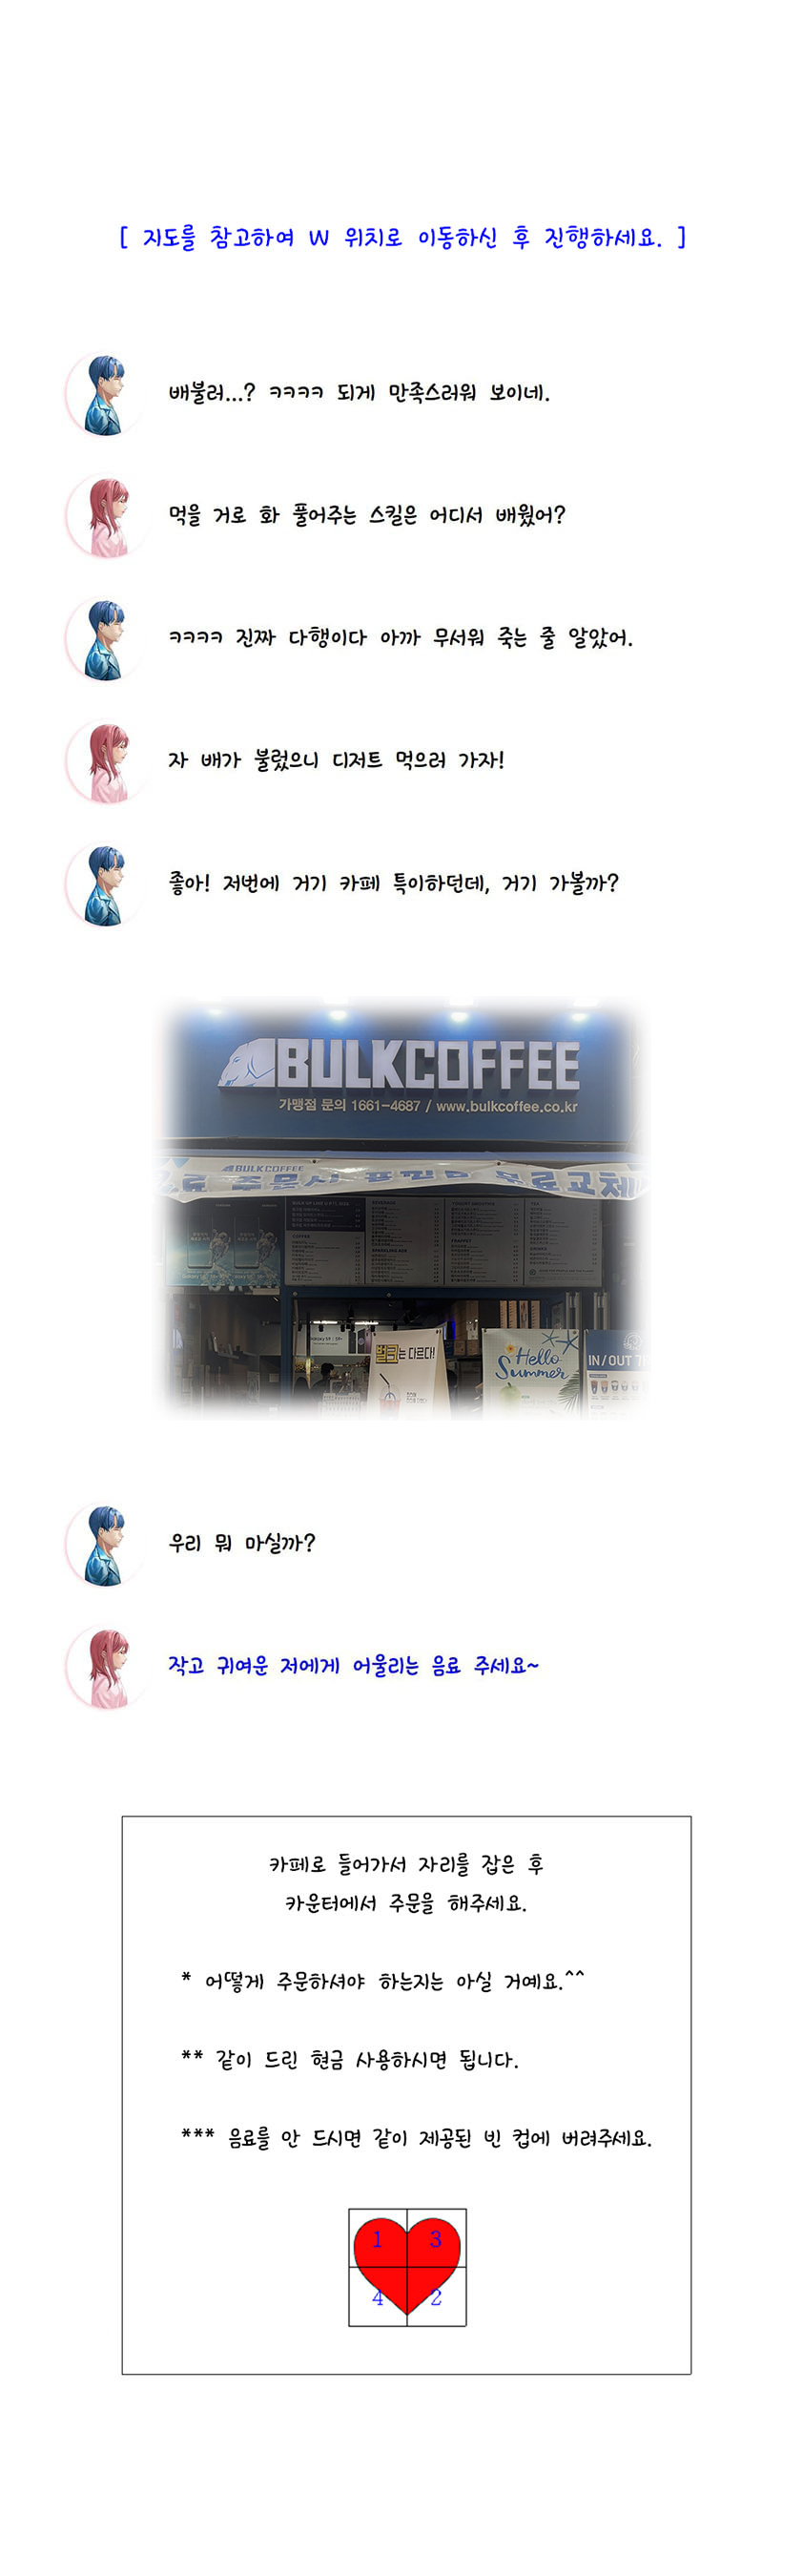 [ 지도를 참고하여 W 위치로 이동하신 후 진행하세요. ]
배불러...? ㅋㅋㅋㅋ 되게 만족스러워 보이네.
먹을 거로 화 풀어주는 스킬은 어디서 배웠어?
ㅋㅋㅋㅋ 진짜 다행이다 아까 무서워 죽는 줄 알았어.
자 배가 불렀으니 디저트 먹으러 가자!
좋아! 저번에 거기 카페 특이하던데, 거기 가볼까?
BULKCOFFEE
가맹점 문의 1661-4687 / www.bulkcoffee.co.kr
BULKCOFFEE
주문시
무료교체
벌크는 다르다!
Hello
Summer
IN/OUT
우리 뭐 마실까?
작고 귀여운 저에게 어울리는 음료 주세요~
카페로 들어가서 자리를 잡은 후
카운터에서 주문을 해주세요.
* 어떻게 주문하셔야 하는지는 아실 거예요.^^
** 같이 드린 현금 사용하시면 됩니다.
*** 음료를 안 드시면 같이 제공된 빈 컵에 버려주세요.
1 3
4 2